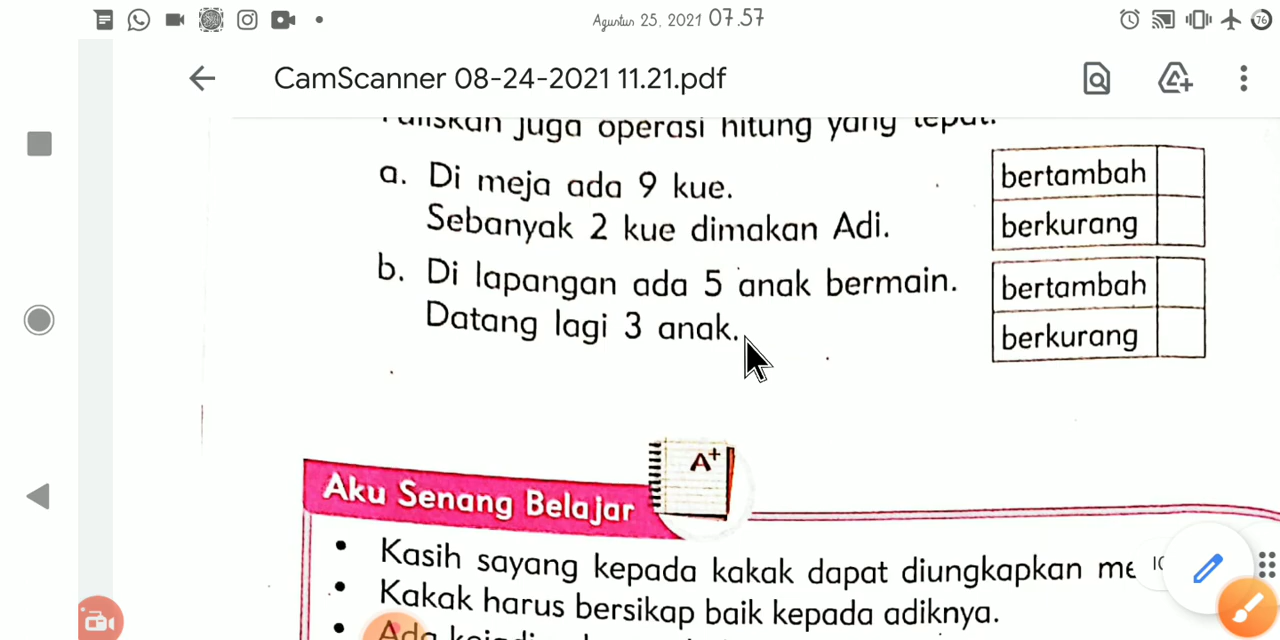 Agustus 25, 2021 07.57
76
CamScanner 08-24-2021 11.21.pdf
juga operasi hitung yang tepat.
a. Di meja ada 9 kue.
Sebanyak 2 kue dimakan Adi.
bertambah
berkurang
b. Di lapangan ada 5 anak bermain.
Datang lagi 3 anak.
bertambah
berkurang
A+
Aku Senang Belajar
• Kasih sayang kepada kakak dapat diungkapkan me
• Kakak harus bersikap baik kepada adiknya.
• Ada